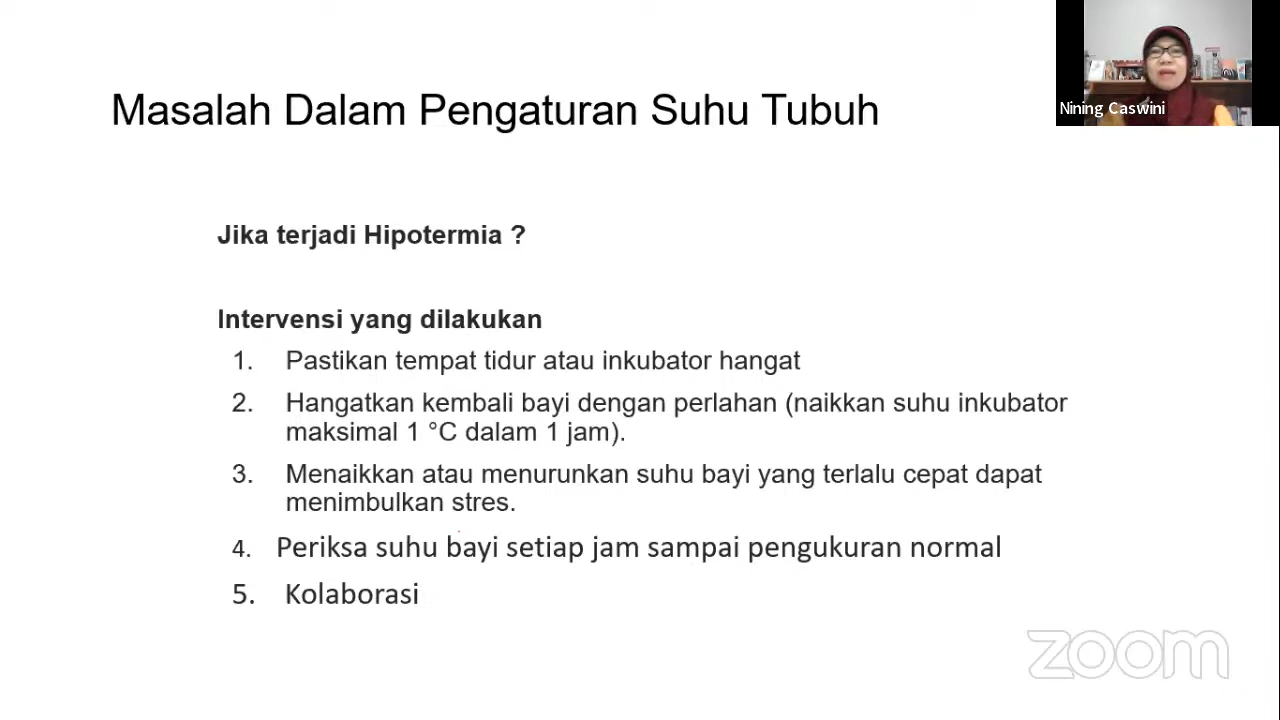 Masalah Dalam Pengaturan Suhu Tubuh
Nining Caswini
Jika terjadi Hipotermia ?
Intervensi yang dilakukan
1. Pastikan tempat tidur atau inkubator hangat
2. Hangatkan kembali bayi dengan perlahan (naikkan suhu inkubator
maksimal 1 °C dalam 1 jam).
3. Menaikkan atau menurunkan suhu bayi yang terlalu cepat dapat
menimbulkan stres.
4. Periksa suhu bayi setiap jam sampai pengukuran normal
5. Kolaborasi
zoom